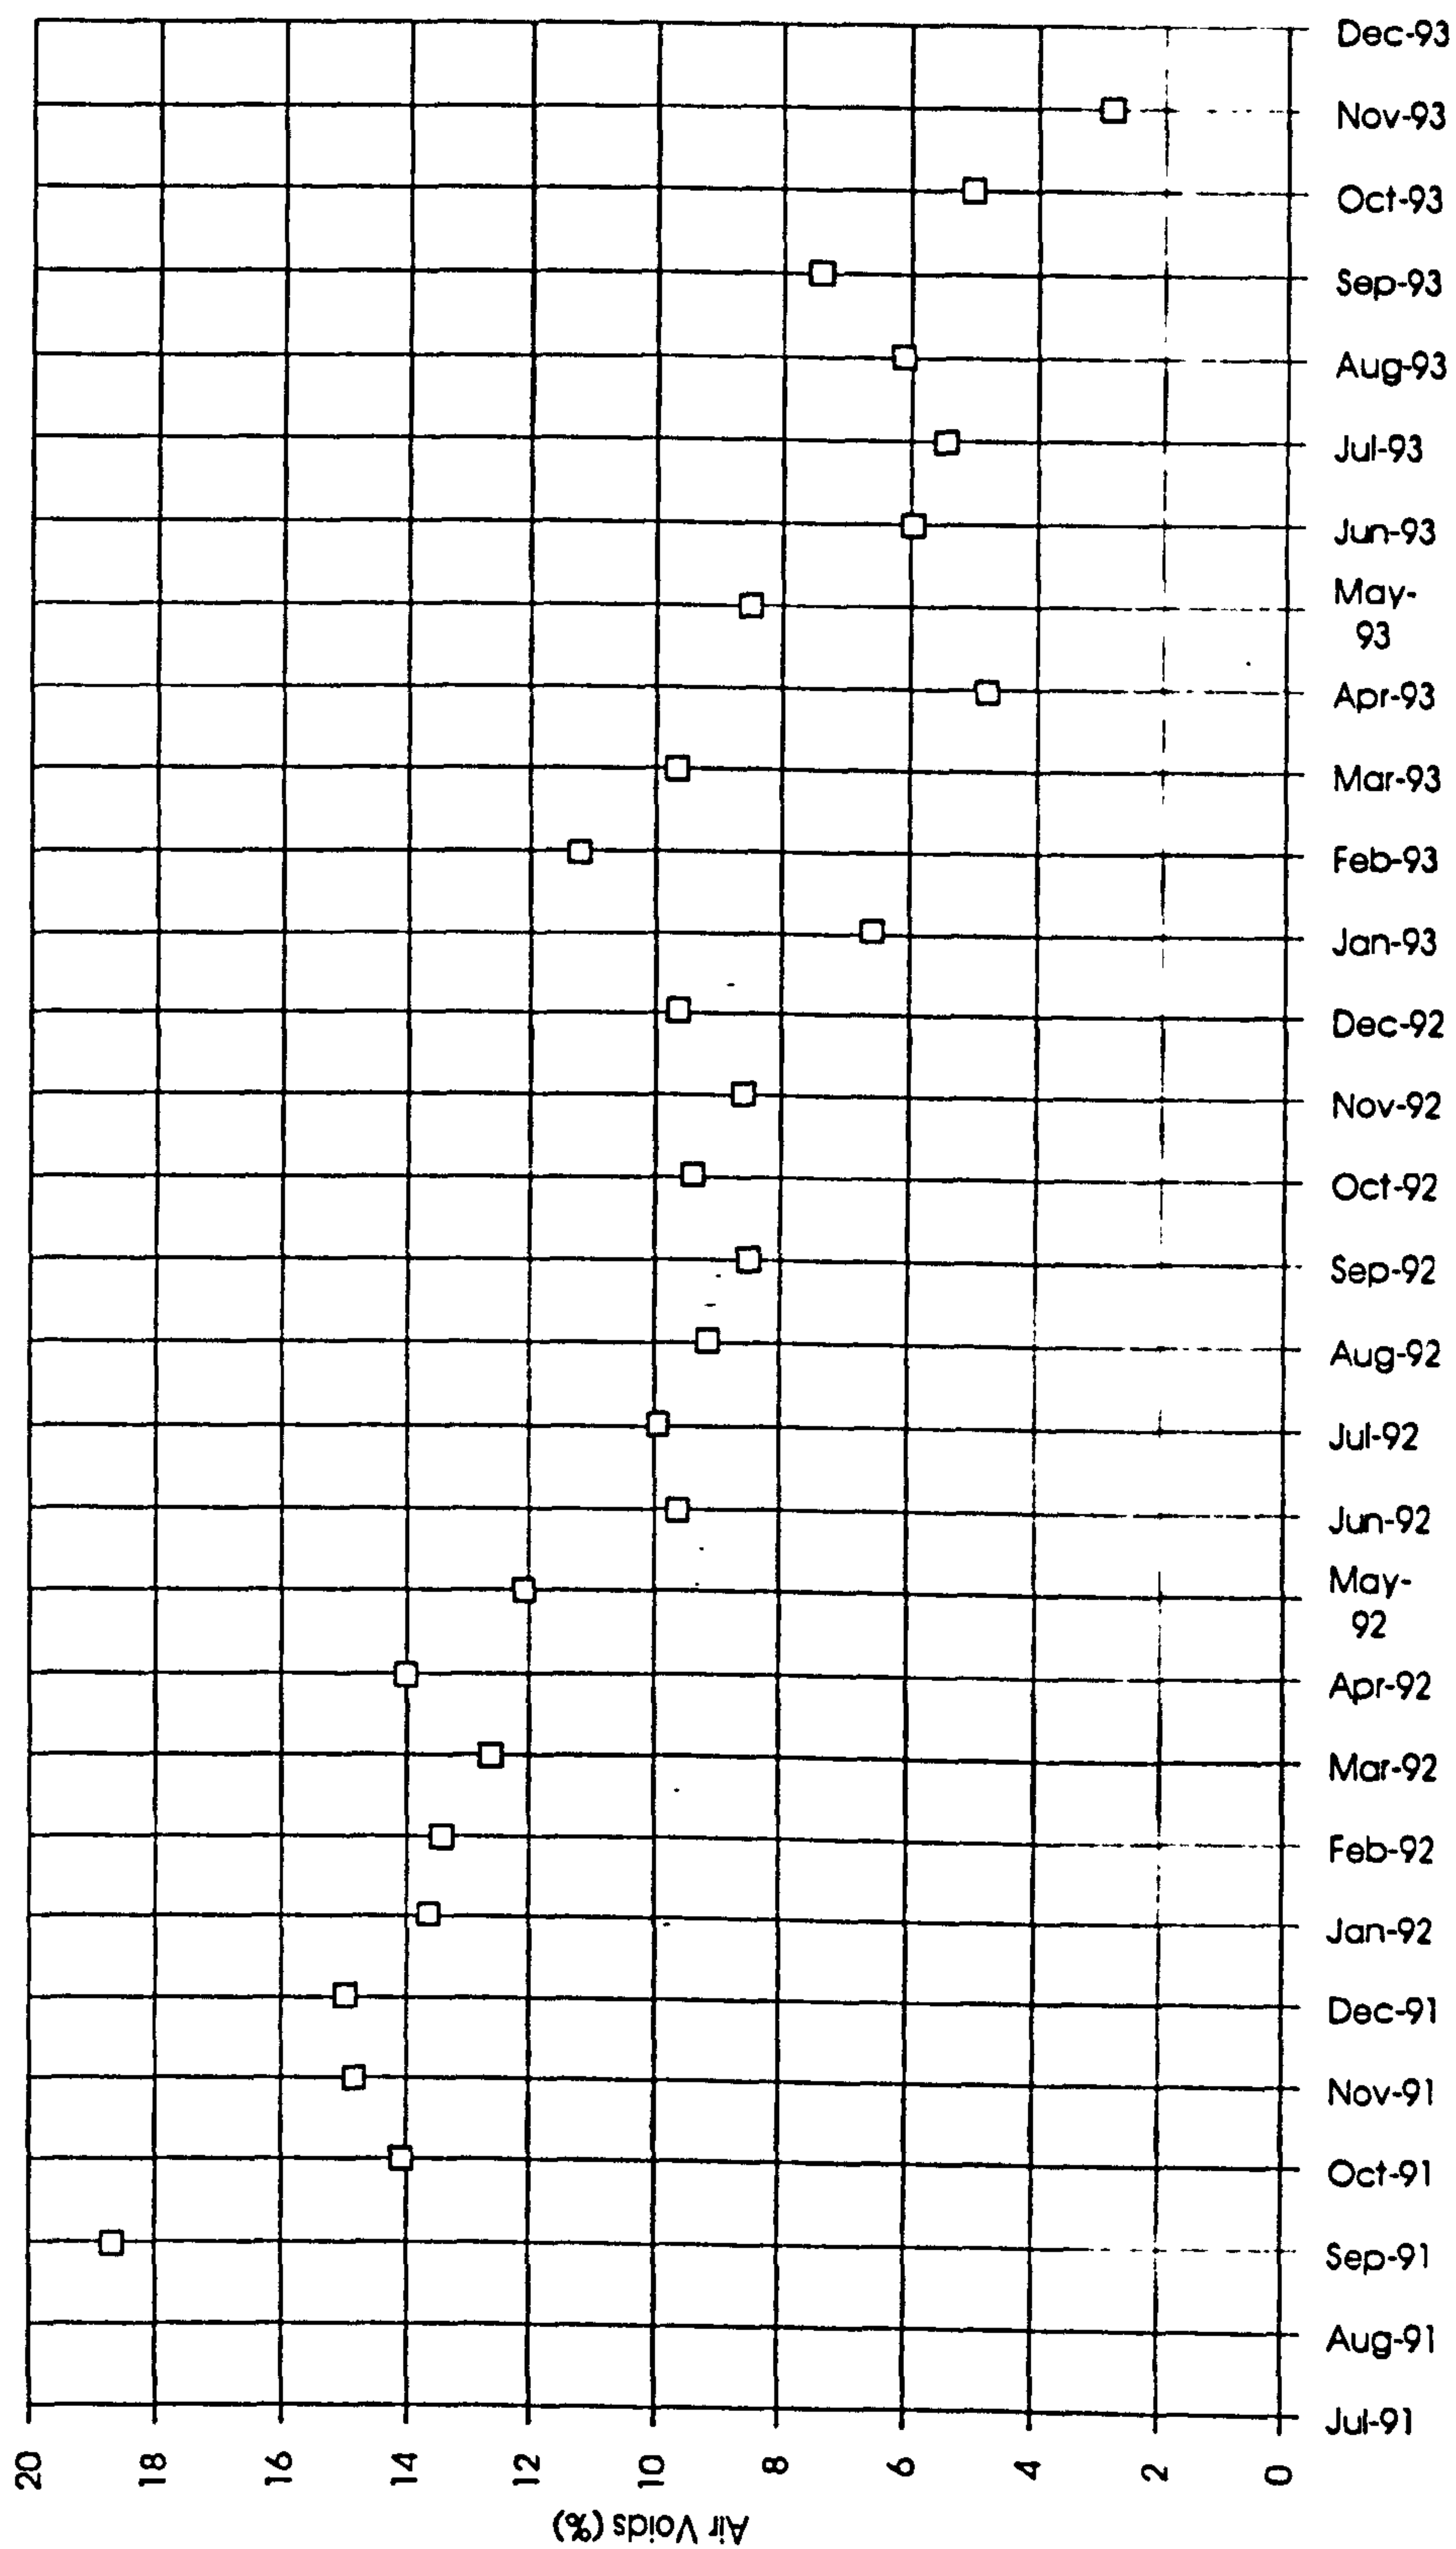 Dec-93
Nov-93
Oct-93
Sep-93
Aug-93
Jul-93
Jun-93
May-
93
Apr-93
Mar-93
Feb-93
Jan-93
Dec-92
Nov-92
Oct-92
Sep-92
Aug-92
Jul-92
Jun-92
May-
92
Apr-92
Mar-92
Feb-92
Jan-92
Dec-91
Nov-91
Oct-91
Sep-91
Aug-91
Jul-91
20
18
16
14
12
10
8
6
4
2
0
Air Voids (%)